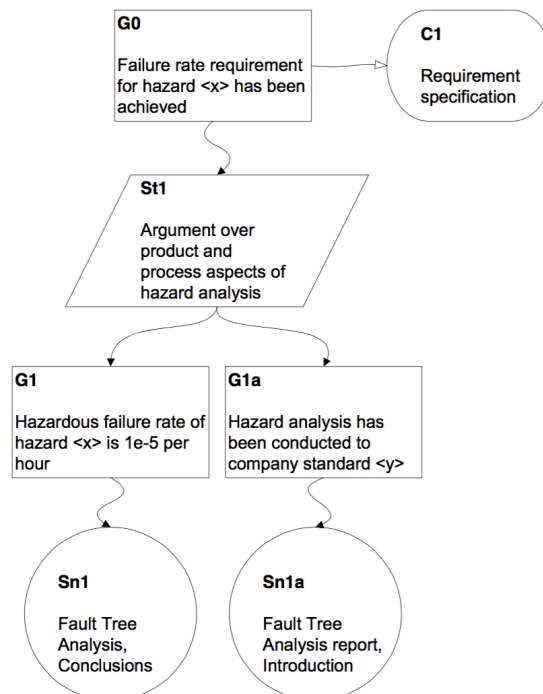 G0
Failure rate requirement
for hazard <x> has been
achieved
C1
Requirement
specification
St1
Argument over
product and
process aspects of
hazard analysis
G1
Hazardous failure rate of
hazard <x> is 1e-5 per
hour
G1a
Hazard analysis has
been conducted to
company standard <y>
Sn1
Fault Tree
Analysis,
Conclusions
Sn1a
Fault Tree
Analysis report,
Introduction